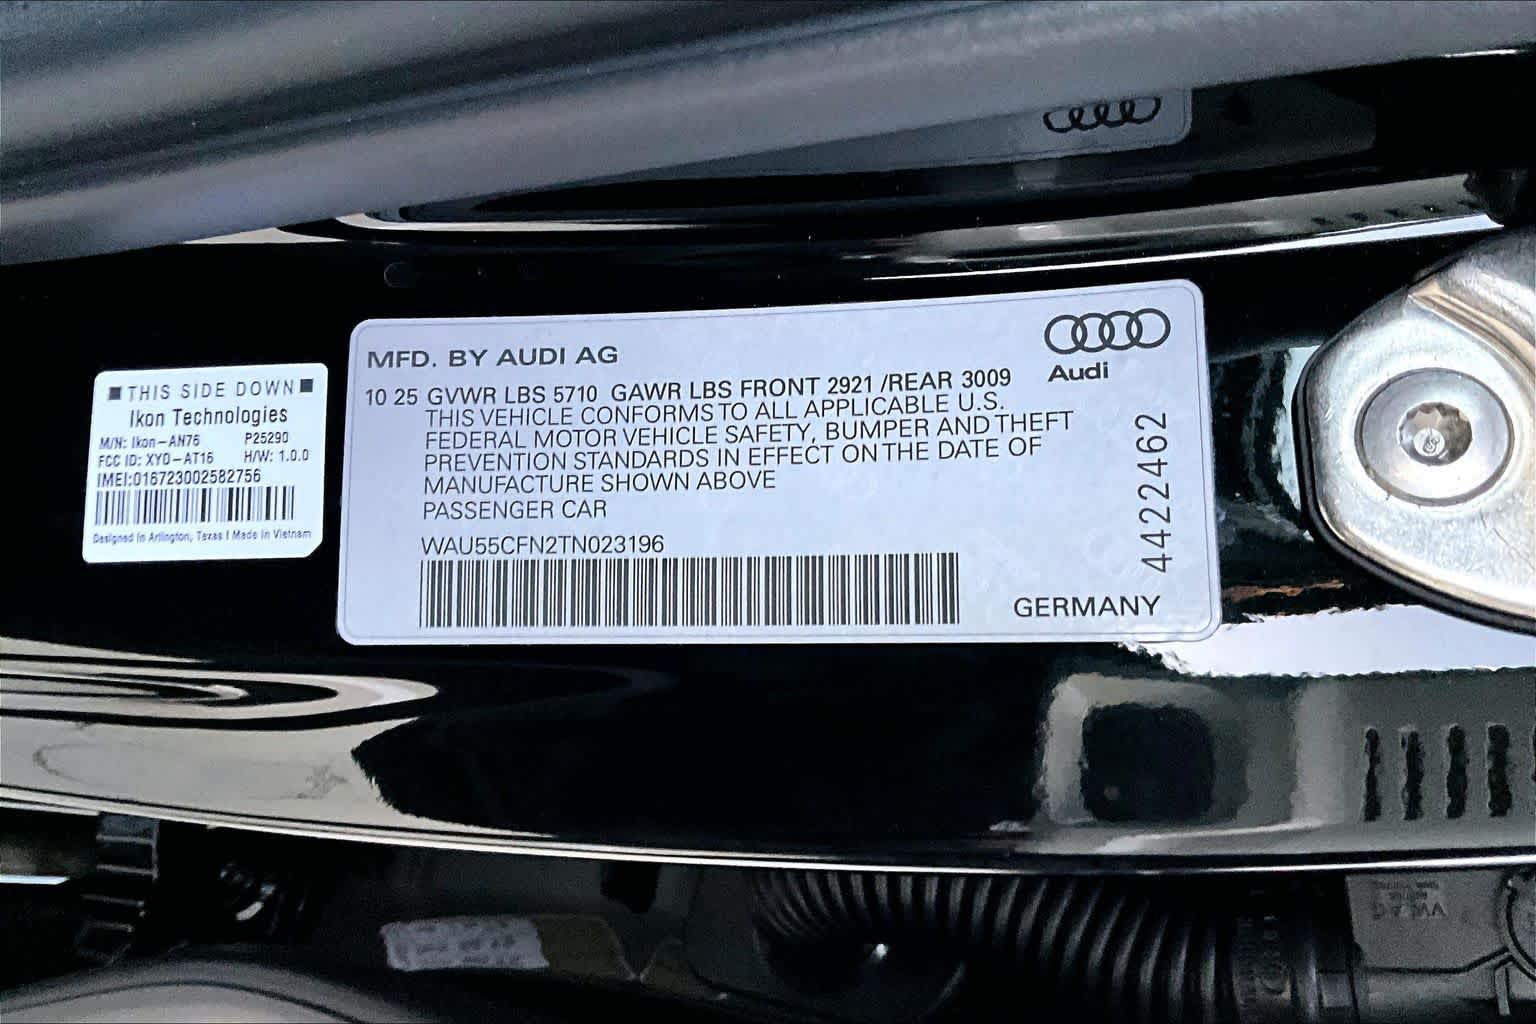 THIS SIDE DOWN
Ikon Technologies
M/N: Ikon-AN76 P25290
FCC ID: XYO-AT16 H/W: 1.0.0
IMEI:016723002582756
Designed in Arlington, Texas | Made in Vietnam
MFD. BY AUDI AG
Audi
10 25 GVWR LBS 5710 GAWR LBS FRONT 2921 /REAR 3009
THIS VEHICLE CONFORMS TO ALL APPLICABLE U.S.
FEDERAL MOTOR VEHICLE SAFETY, BUMPER AND THEFT
PREVENTION STANDARDS IN EFFECT ON THE DATE OF
MANUFACTURE SHOWN ABOVE
PASSENGER CAR
WAU55CFN2TN023196
GERMANY
4422462